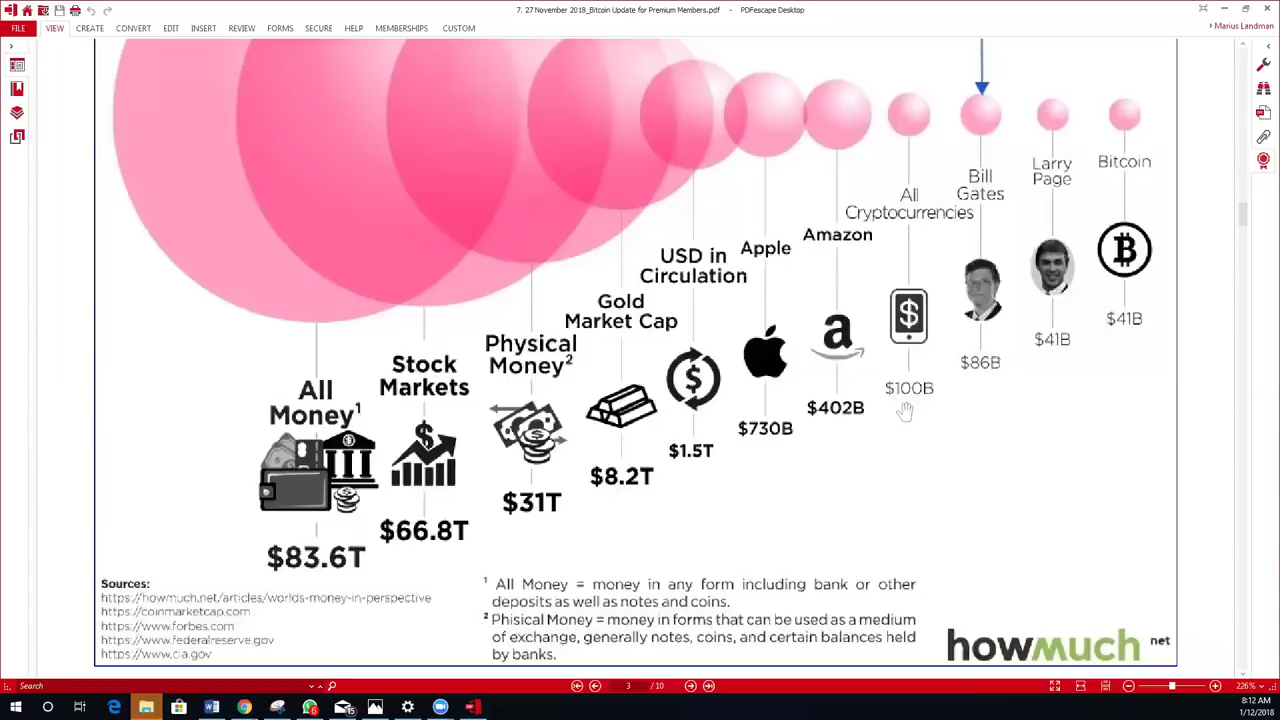 7. 27 November 2018_Bitcoin Update for Premium Members.pdf - PDFescape Desktop
FILE VIEW CREATE CONVERT EDIT INSERT REVIEW FORMS SECURE HELP MEMBERSHIPS CUSTOM
Marius Landman
Bitcoin
Larry
Page
Bill
Gates
All
Cryptocurrencies
Amazon
Apple
USD in
Circulation
Gold
Market Cap
Physical
Money²
Stock
Markets
All
Money¹
$41B
$41B
$86B
$100B
$402B
$730B
$1.5T
$8.2T
$31T
$66.8T
$83.6T
Sources:
https://howmuch.net/articles/worlds-money-in-perspective
https://coinmarketcap.com
https://www.forbes.com
https://www.federalreserve.gov
https://www.cia.gov
¹ All Money = money in any form including bank or other
deposits as well as notes and coins.
² Phisical Money = money in forms that can be used as a medium
of exchange, generally notes, coins, and certain balances held
by banks.
howmuch net
Search
3 / 10
226%
8:12 AM
1/12/2018